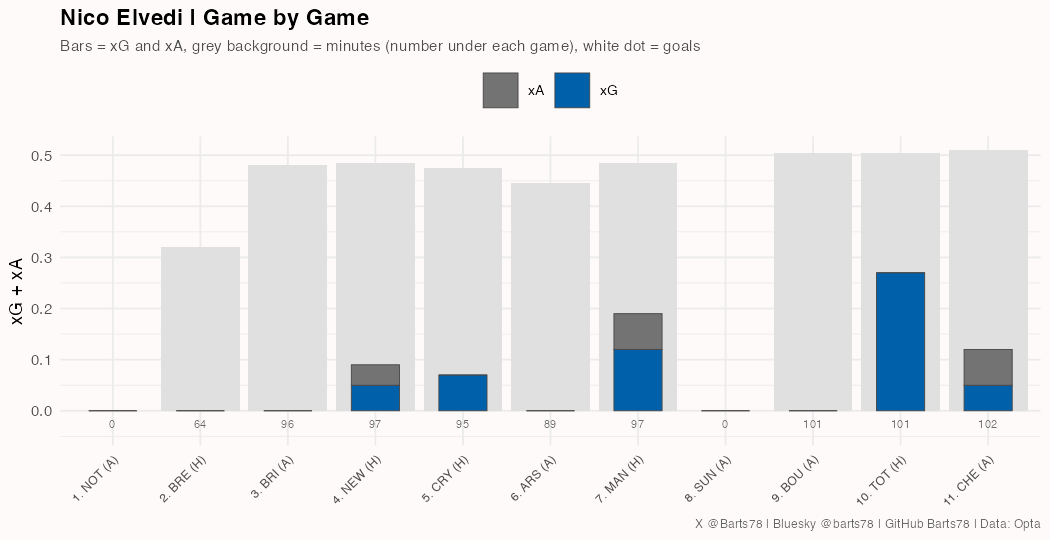 Nico Elvedi | Game by Game
Bars = xG and xA, grey background = minutes (number under each game), white dot = goals
xA xG
xG + xA
0.5
0.4
0.3
0.2
0.1
0.0
0 64 96 97 95 89 97 0 101 101 102
1. NOT (A) 2. BRE (H) 3. BRI (A) 4. NEW (H) 5. CRY (H) 6. ARS (A) 7. MAN (H) 8. SUN (A) 9. BOU (A) 10. TOT (H) 11. CHE (A)
X @Barts78 | Bluesky @barts78 | GitHub Barts78 | Data: Opta